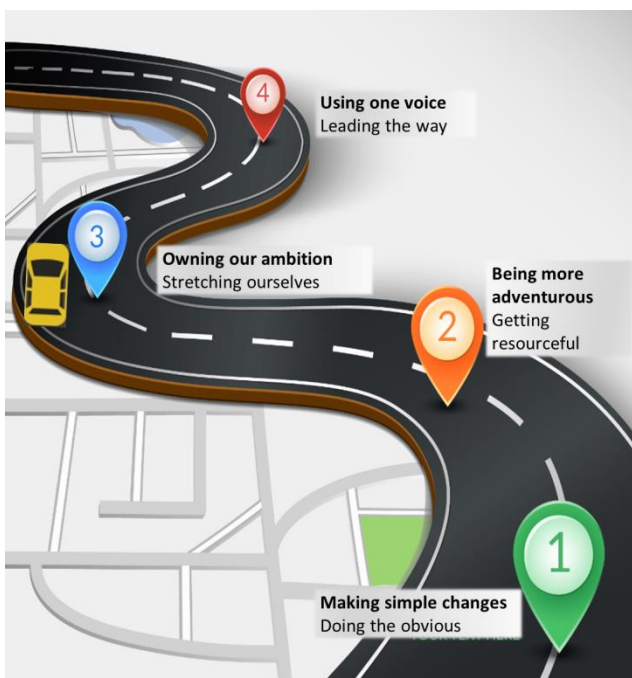 4
Using one voice
Leading the way
3
Owning our ambition
Stretching ourselves
Being more
adventurous
Getting
resourceful
2
1
Making simple changes
Doing the obvious